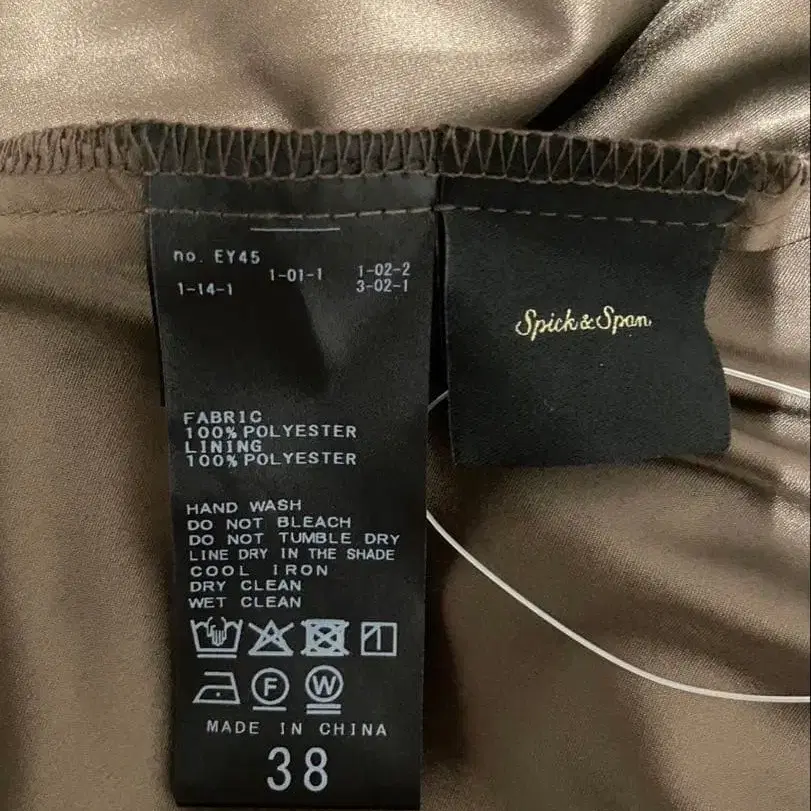 no. EY45
1-01-1 1-02-2
1-14-1 3-02-1
FABRIC
100% POLYESTER
LINING
100% POLYESTER
HAND WASH
DO NOT BLEACH
DO NOT TUMBLE DRY
LINE DRY IN THE SHADE
COOL IRON
DRY CLEAN
WET CLEAN
F W
MADE IN CHINA
38
Spick & Span